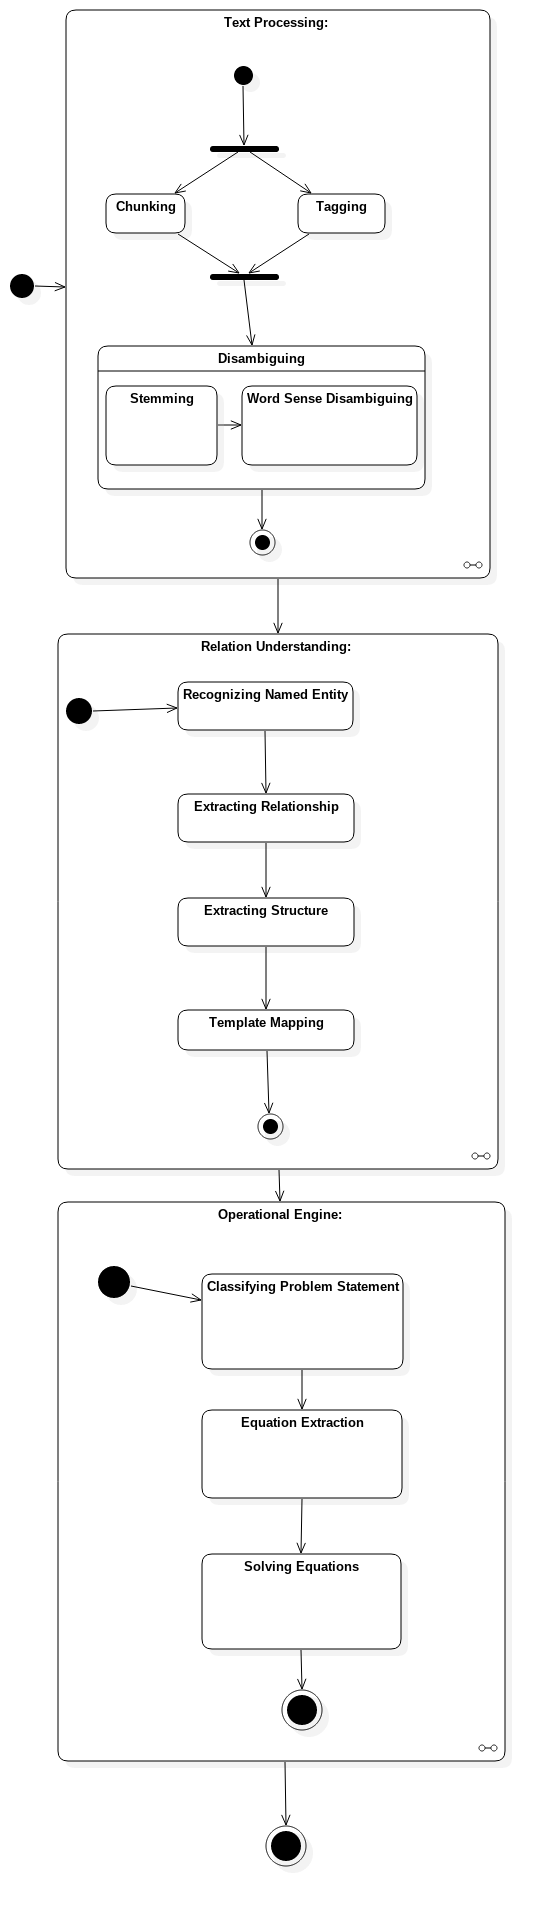 Text Processing:
Chunking
Tagging
Disambiguing
Stemming
Word Sense Disambiguing
Relation Understanding:
Recognizing Named Entity
Extracting Relationship
Extracting Structure
Template Mapping
Operational Engine:
Classifying Problem Statement
Equation Extraction
Solving Equations